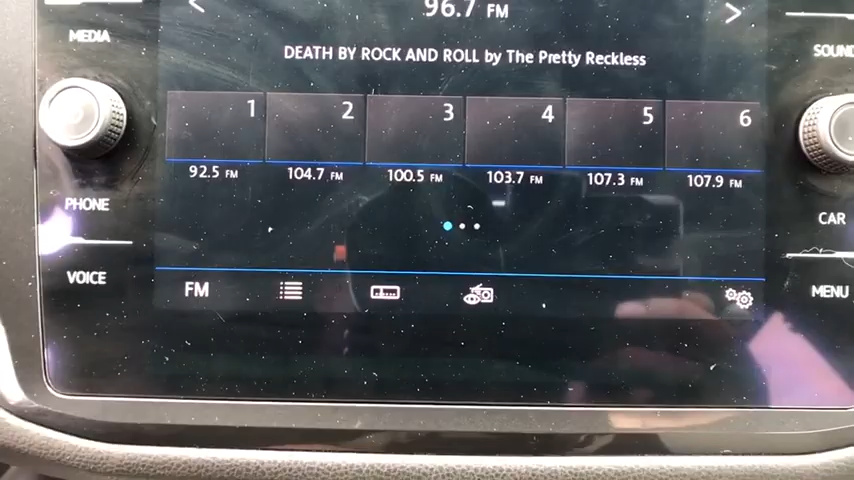 96.7 FM
MEDIA
SOUND
DEATH BY ROCK AND ROLL by The Pretty Reckless
1 2 3 4 5 6
92.5 FM 104.7 FM 100.5 FM 103.7 FM 107.3 FM 107.9 FM
PHONE
CAR
VOICE
FM
MENU